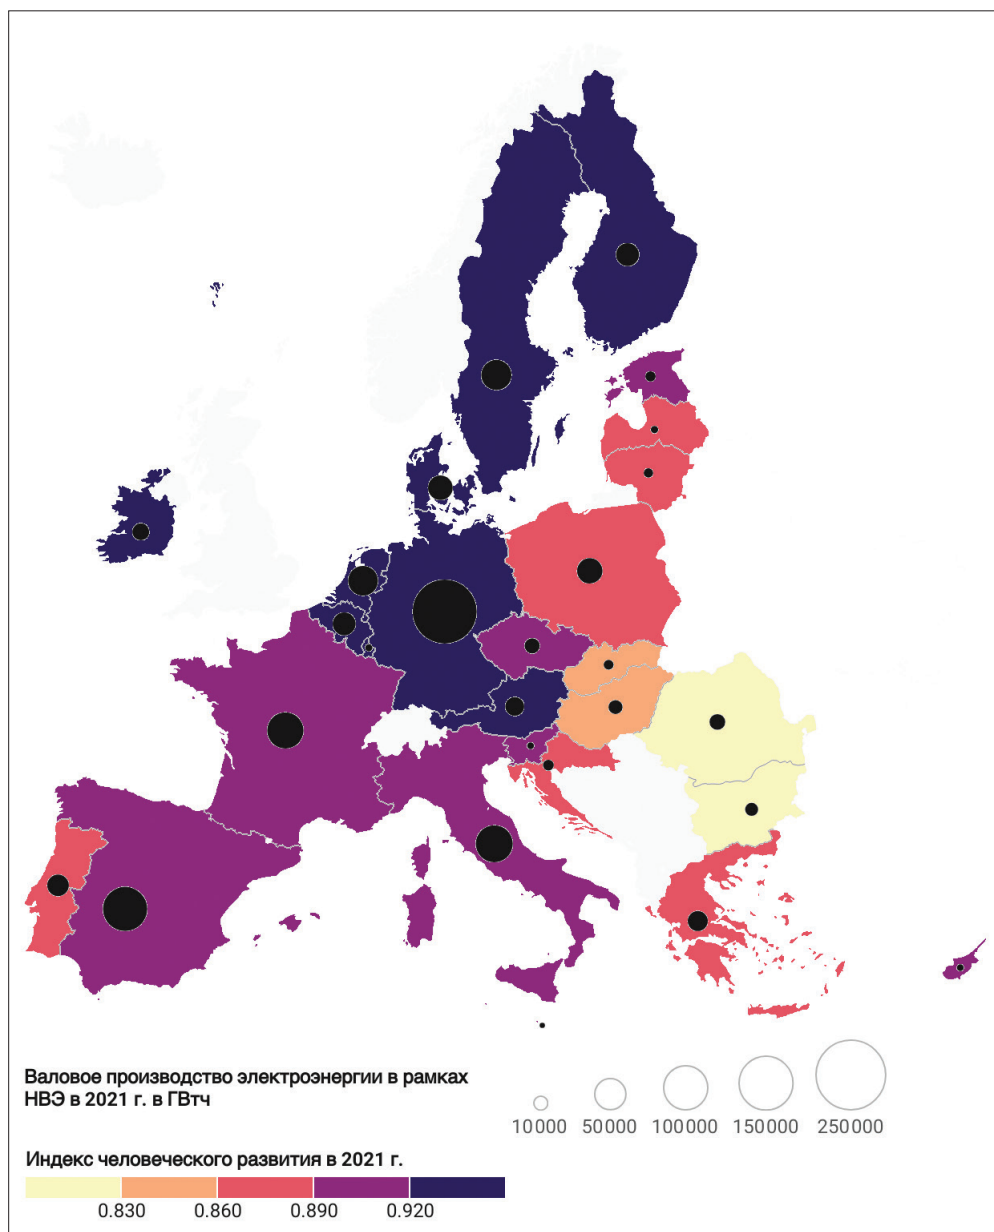 Валовое производство электроэнергии в рамках
НВЭ в 2021 г. в ГВтч
10000 50000 100000 150000 250000
Индекс человеческого развития в 2021 г.
0.830 0.860 0.890 0.920